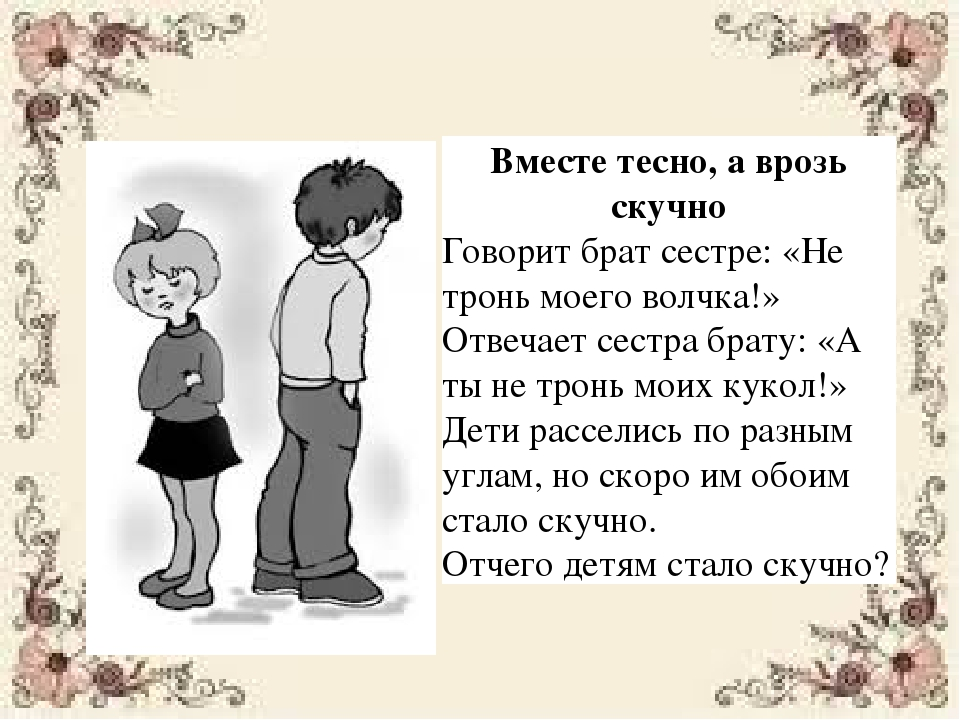 Вместе тесно, а врозь
скучно
Говорит брат сестре: «Не
тронь моего волчка!»
Отвечает сестра брату: «А
ты не тронь моих кукол!»
Дети расселись по разным
углам, но скоро им обоим
стало скучно.
Отчего детям стало скучно?